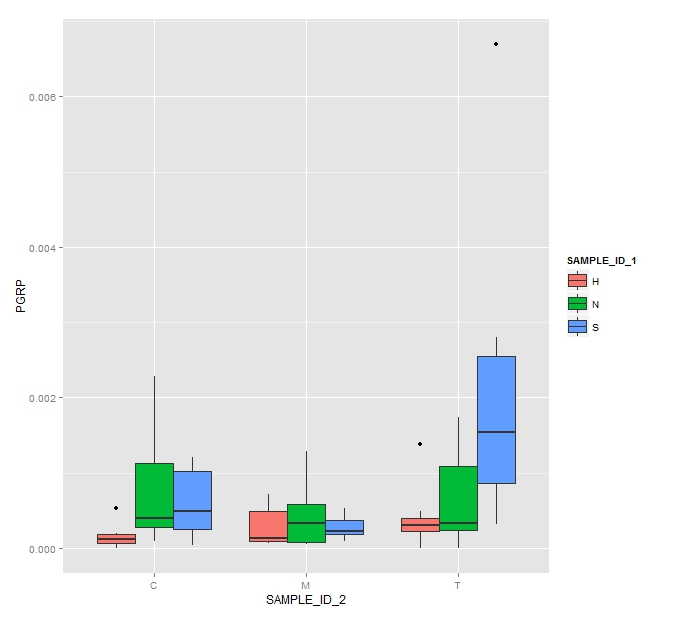 0.006
0.004
0.002
0.000
PGRP
C M T
SAMPLE_ID_2
SAMPLE_ID_1
H
N
S